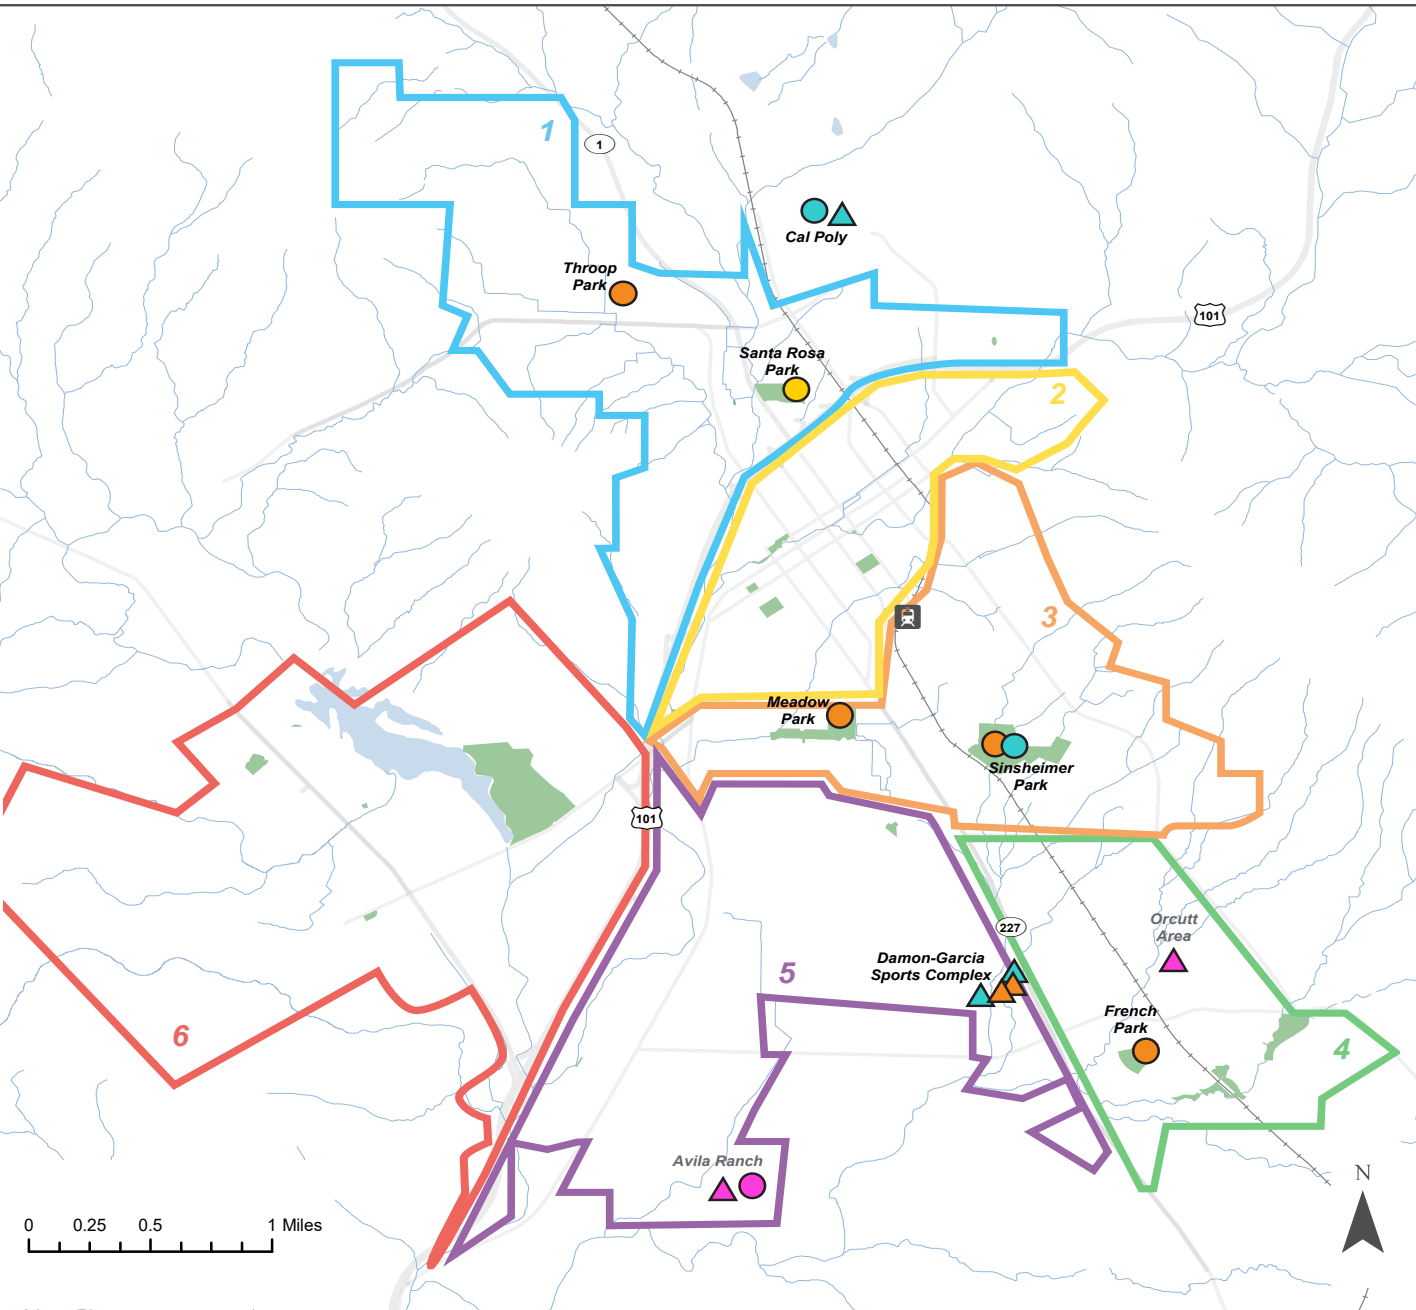 1
1
Cal Poly
Throop
Park
101
Santa Rosa
Park
2
3
Meadow
Park
Sinsheimer
Park
101
Orcutt
Area
227
Damon-Garcia
Sports Complex
5
French
Park
6
4
Avila Ranch
N
0 0.25 0.5 1 Miles